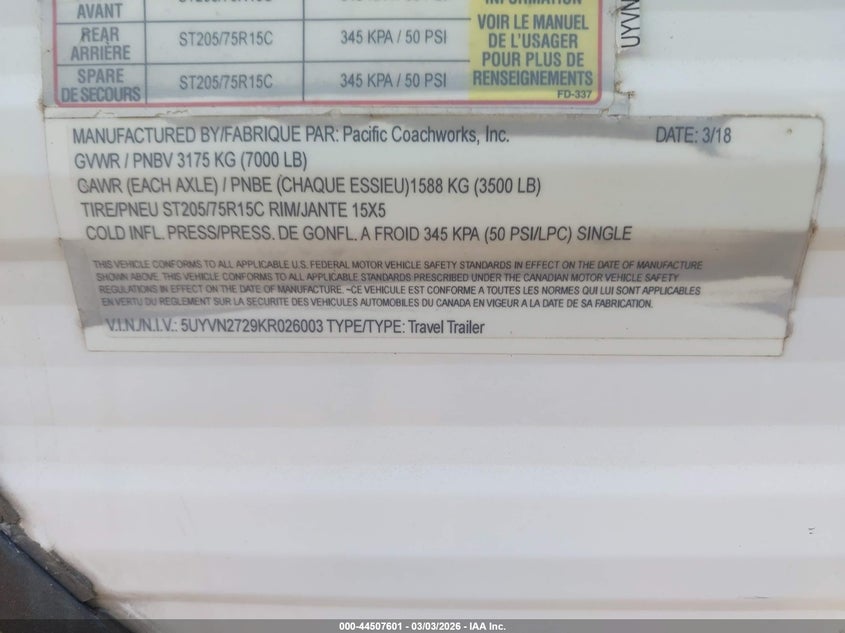 INFORMATION
AVANT
REAR ST205/75R15C 345 KPA / 50 PSI
ARRIÈRE
SPARE ST205/75R15C 345 KPA / 50 PSI
DE SECOURS
VOIR LE MANUEL
DE L'USAGER
POUR PLUS DE
RENSEIGNEMENTS
FD-337
UYVN
MANUFACTURED BY/FABRIQUE PAR: Pacific Coachworks, Inc. DATE: 3/18
GVWR / PNBV 3175 KG (7000 LB)
GAWR (EACH AXLE) / PNBE (CHAQUE ESSIEU)1588 KG (3500 LB)
TIRE/PNEU ST205/75R15C RIM/JANTE 15X5
COLD INFL. PRESS/PRESS. DE GONFL. A FROID 345 KPA (50 PSI/LPC) SINGLE
THIS VEHICLE CONFORMS TO ALL APPLICABLE U.S. FEDERAL MOTOR VEHICLE SAFETY STANDARDS IN EFFECT ON THE DATE OF MANUFACTURE
SHOWN ABOVE. THIS VEHICLE CONFORMS TO ALL APPLICABLE STANDARDS PRESCRIBED UNDER THE CANADIAN MOTOR VEHICLE SAFETY
REGULATIONS IN EFFECT ON THE DATE OF MANUFACTURE. ~CE VEHICULE EST CONFORME A TOUTES LES NORMES QUI LUI SONT APPLICABLES
EN VERTU DU REGLEMENT SUR LA SECURITE DES VEHICULES AUTOMOBILES DU CANADA EN VIGEUR A LA DATE DE SA FABRICATION.
V.I.N./N.I.V.: 5UYVN2729KR026003 TYPE/TYPE: Travel Trailer
000-44507601 - 03/03/2026 - IAA Inc.